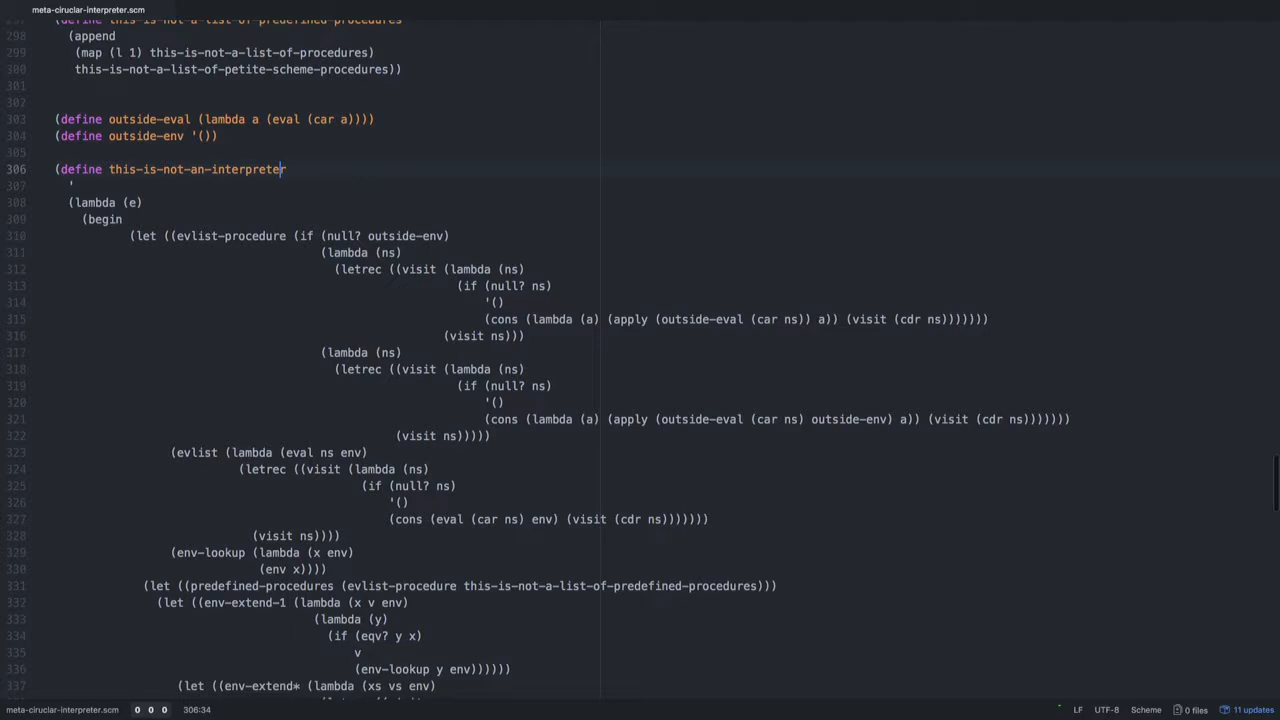 meta-ciruclar-interpreter.scm
297 (define this-is-not-a-list-of-predefined-procedures
298 (append
299 (map (l 1) this-is-not-a-list-of-procedures)
300 this-is-not-a-list-of-petite-scheme-procedures))
301
302
303 (define outside-eval (lambda a (eval (car a))))
304 (define outside-env '())
305
306 (define this-is-not-an-interpreter
307 '
308 (lambda (e)
309 (begin
310 (let ((evlist-procedure (if (null? outside-env)
311 (lambda (ns)
312 (letrec ((visit (lambda (ns)
313 (if (null? ns)
314 '()
315 (cons (lambda (a) (apply (outside-eval (car ns)) a)) (visit (cdr ns)))))))
316 (visit ns)))
317 (lambda (ns)
318 (letrec ((visit (lambda (ns)
319 (if (null? ns)
320 '()
321 (cons (lambda (a) (apply (outside-eval (car ns) outside-env) a)) (visit (cdr ns)))))))
322 (visit ns)))))
323 (evlist (lambda (eval ns env)
324 (letrec ((visit (lambda (ns)
325 (if (null? ns)
326 '()
327 (cons (eval (car ns) env) (visit (cdr ns)))))))
328 (visit ns))))
329 (env-lookup (lambda (x env)
330 (env x))))
331 (let ((predefined-procedures (evlist-procedure this-is-not-a-list-of-predefined-procedures)))
332 (let ((env-extend-1 (lambda (x v env)
333 (lambda (y)
334 (if (eqv? y x)
335 v
336 (env-lookup y env))))))
337 (let ((env-extend* (lambda (xs vs env)
meta-ciruclar-interpreter.scm 0 0 0 306:34 LF UTF-8 Scheme 0 files 11 updates